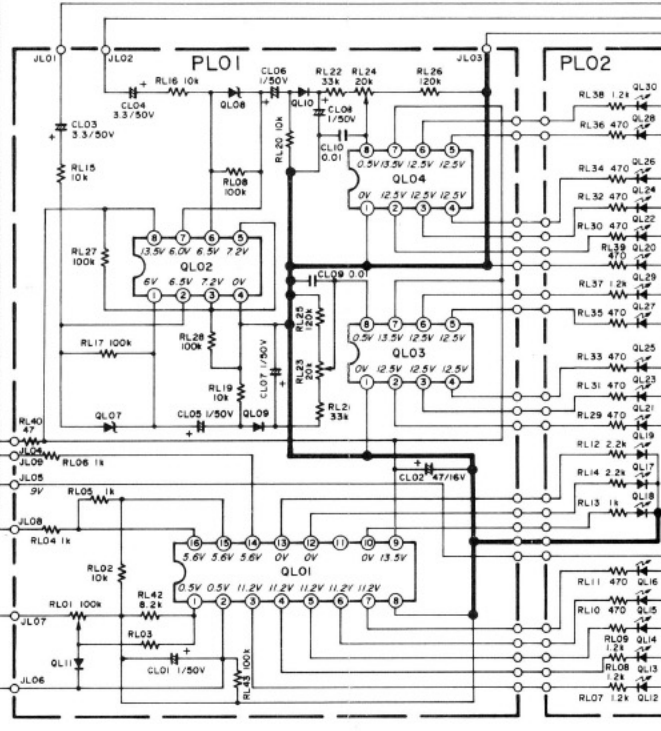 PL01
PL02
JL01
JL02
JL03
RL16 10k
CL04
3.3/50V
QL08
CL06
1/50V
QL10
RL22
33k
RL24
20k
RL26
120k
CL08
1/50V
CL10
0.01
RL20 10k
CL03
3.3/50V
RL15
10k
RL08
100k
8 7 6 5
0.5V 13.5V 12.5V 12.5V
QL04
0V 12.5V 12.5V 12.5V
1 2 3 4
RL27
100k
8 7 6 5
13.5V 6.0V 6.5V 7.2V
QL02
6V 6.5V 7.2V 0V
1 2 3 4
CL09 0.01
RL25
120k
RL23
20k
RL21
33k
8 7 6 5
0.5V 13.5V 12.5V 12.5V
QL03
0V 12.5V 12.5V 12.5V
1 2 3 4
RL17 100k
RL28
100k
RL19
10k
CL07 1/50V
QL07
CL05 1/50V
QL09
RL40
47
JL04
JL09
RL06 1k
JL05
9V
RL05 1k
CL02 47/16V
JL08
RL04 1k
16 15 14 13 12 11 10 9
5.6V 5.6V 5.6V 0V 0V 0V 13.5V
QL01
0.5V 0.5V 11.2V 11.2V 11.2V 11.2V 11.2V
1 2 3 4 5 6 7 8
RL02
10k
RL01 100k
RL42
8.2k
JL07
RL03
QL11
CL01 1/50V
RL43 100k
JL06
RL38 1.2k
QL30
RL36 470
QL28
RL34 470
QL26
RL32 470
QL24
RL30 470
QL22
RL39
470
QL20
RL37 1.2k
QL29
RL35 470
QL27
RL33 470
QL25
RL31 470
QL23
RL29 470
QL21
RL12 2.2k
QL19
RL14 2.2k
QL17
RL13 1k
QL18
RL11 470
QL16
RL10 470
QL15
RL09
1.2k
QL14
RL08
1.2k
QL13
RL07 1.2k
QL12